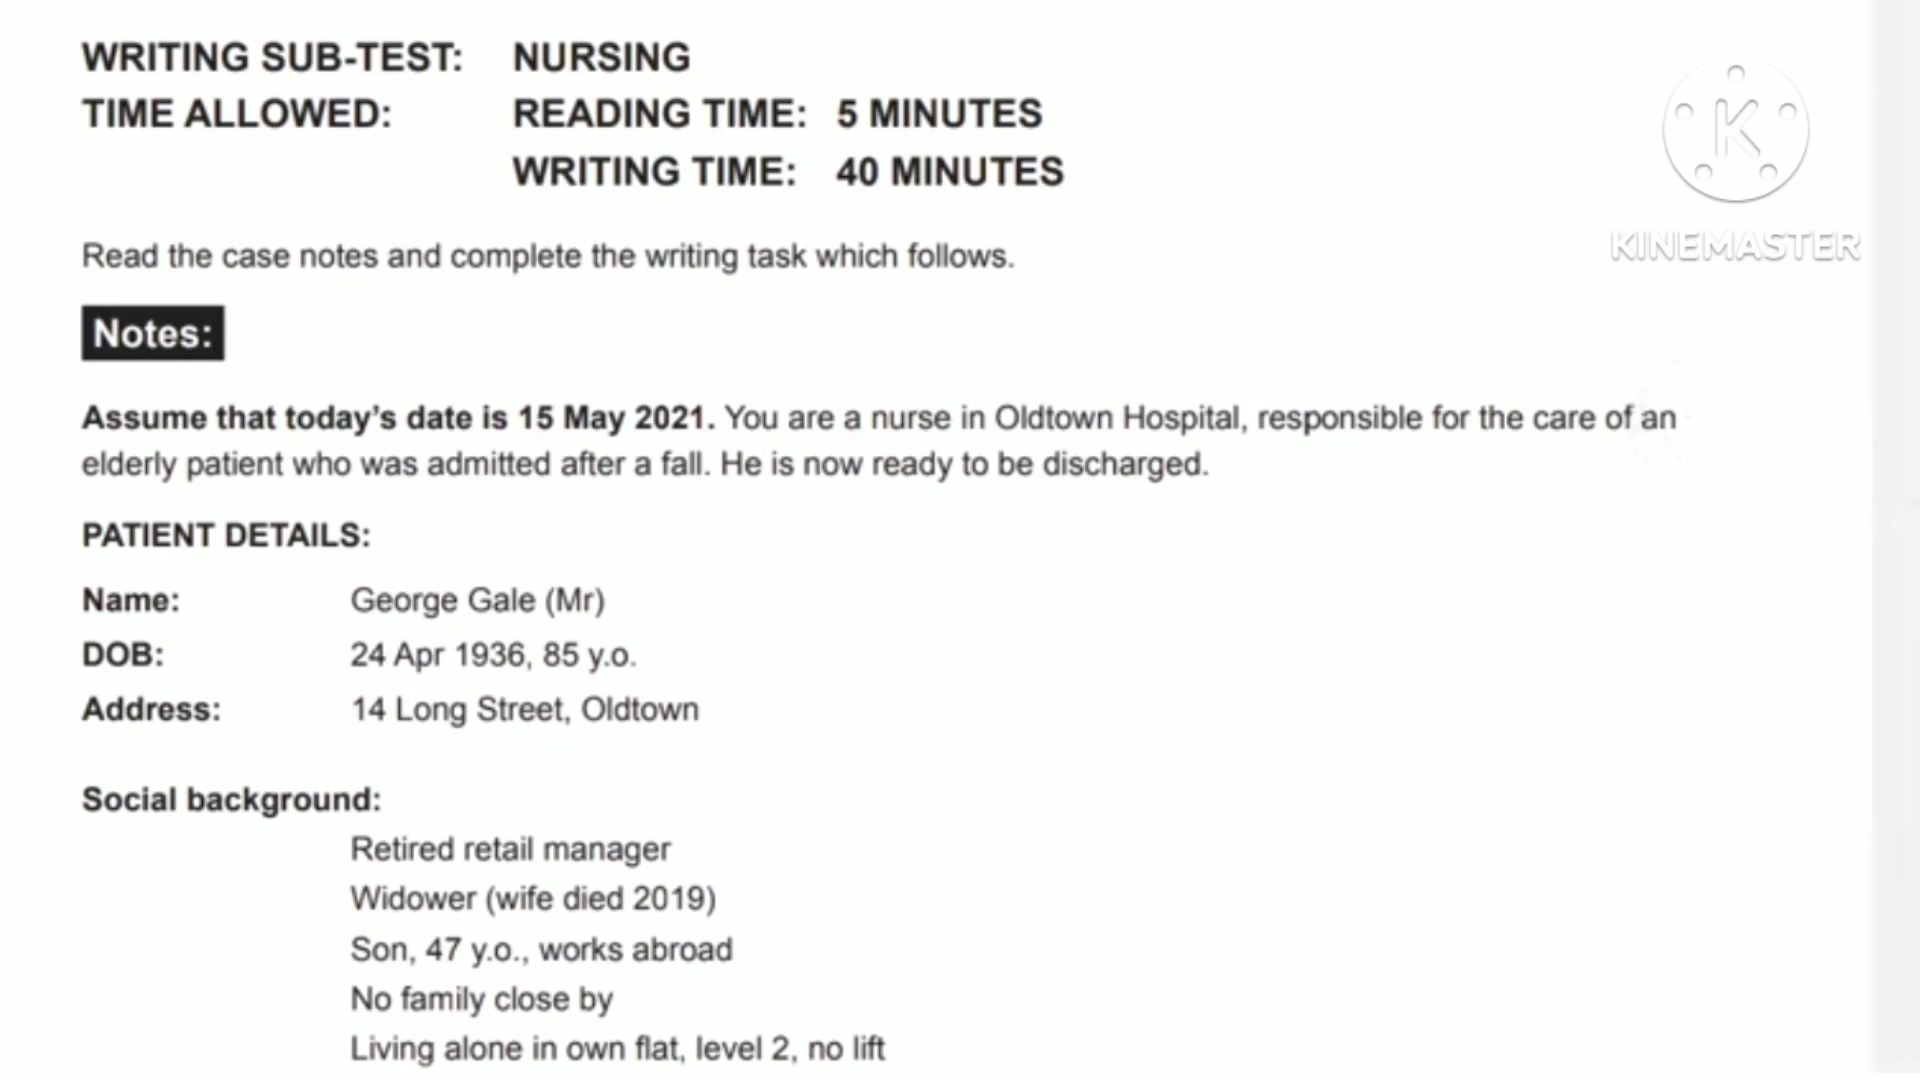 WRITING SUB-TEST: NURSING
TIME ALLOWED: READING TIME: 5 MINUTES
WRITING TIME: 40 MINUTES
K
KINEMASTER
Read the case notes and complete the writing task which follows.
Notes:
Assume that today's date is 15 May 2021. You are a nurse in Oldtown Hospital, responsible for the care of an
elderly patient who was admitted after a fall. He is now ready to be discharged.
PATIENT DETAILS:
Name: George Gale (Mr)
DOB: 24 Apr 1936, 85 y.o.
Address: 14 Long Street, Oldtown
Social background:
Retired retail manager
Widower (wife died 2019)
Son, 47 y.o., works abroad
No family close by
Living alone in own flat, level 2, no lift